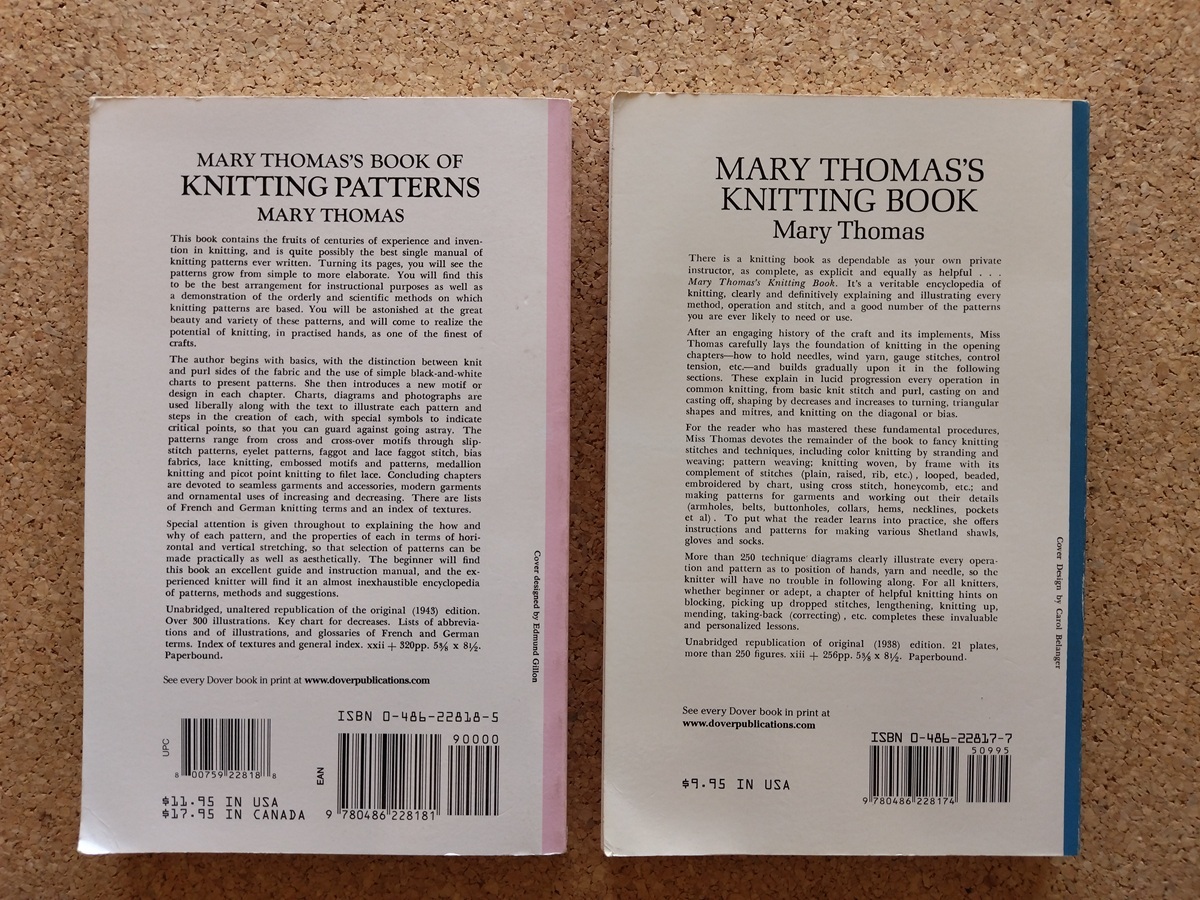 MARY THOMAS'S BOOK OF
KNITTING PATTERNS
MARY THOMAS
This book contains the fruits of centuries of experience and inven-
tion in knitting, and is quite possibly the best single manual of
knitting patterns ever written. Turning its pages, you will see the
patterns grow from simple to more elaborate. You will find this
to be the best arrangement for instructional purposes as well as
a demonstration of the orderly and scientific methods on which
knitting patterns are based. You will be astonished at the great
beauty and variety of these patterns, and will come to realize the
potential of knitting, in practised hands, as one of the finest of
crafts.
The author begins with basics, with the distinction between knit
and purl sides of the fabric and the use of simple black-and-white
charts to present patterns. She then introduces a new motif or
design in each chapter. Charts, diagrams and photographs are
used liberally along with the text to illustrate each pattern and
steps in the creation of each, with special symbols to indicate
critical points, so that you can guard against going astray. The
patterns range from cross and cross-over motifs through slip-
stitch patterns, eyelet patterns, faggot and lace faggot stitch, bias
fabrics, lace knitting, embossed motifs and patterns, medallion
knitting and picot point knitting to filet lace. Concluding chapters
are devoted to seamless garments and accessories, modern garments
and ornamental uses of increasing and decreasing. There are lists
of French and German knitting terms and an index of textures.
Special attention is given throughout to explaining the how and
why of each pattern, and the properties of each in terms of hori-
zontal and vertical stretching, so that selection of patterns can be
made practically as well as aesthetically. The beginner will find
this book an excellent guide and instruction manual, and the ex-
perienced knitter will find it an almost inexhaustible encyclopedia
of patterns, methods and suggestions.
Unabridged, unaltered republication of the original (1943) edition.
Over 300 illustrations. Key chart for decreases. Lists of abbrevia-
tions and of illustrations, and glossaries of French and German
terms. Index of textures and general index. xxii + 320pp. 5⅜ x 8½.
Paperbound.
See every Dover book in print at www.doverpublications.com
Cover designed by Edmund Gillon
UPC
8 00759 22818 8
$11.95 IN USA
$17.95 IN CANADA
EAN
ISBN 0-486-22818-5
90000
9 780486 228181
MARY THOMAS'S
KNITTING BOOK
Mary Thomas
There is a knitting book as dependable as your own private
instructor, as complete, as explicit and equally as helpful . . .
Mary Thomas's Knitting Book. It's a veritable encyclopedia of
knitting, clearly and definitively explaining and illustrating every
method, operation and stitch, and a good number of the patterns
you are ever likely to need or use.
After an engaging history of the craft and its implements, Miss
Thomas carefully lays the foundation of knitting in the opening
chapters—how to hold needles, wind yarn, gauge stitches, control
tension, etc.—and builds gradually upon it in the following
sections. These explain in lucid progression every operation in
common knitting, from basic knit stitch and purl, casting on and
casting off, shaping by decreases and increases to turning, triangular
shapes and mitres, and knitting on the diagonal or bias.
For the reader who has mastered these fundamental procedures,
Miss Thomas devotes the remainder of the book to fancy knitting
stitches and techniques, including color knitting by stranding and
weaving; pattern weaving; knitting woven, by frame with its
complement of stitches (plain, raised, rib, etc.), looped, beaded,
embroidered by chart, using cross stitch, honeycomb, etc.; and
making patterns for garments and working out their details
(armholes, belts, buttonholes, collars, hems, necklines, pockets
et al). To put what the reader learns into practice, she offers
instructions and patterns for making various Shetland shawls,
gloves and socks.
More than 250 technique diagrams clearly illustrate every opera-
tion and pattern as to position of hands, yarn and needle, so the
knitter will have no trouble in following along. For all knitters,
whether beginner or adept, a chapter of helpful knitting hints on
blocking, picking up dropped stitches, lengthening, knitting up,
mending, taking-back (correcting), etc. completes these invaluable
and personalized lessons.
Unabridged republication of original (1938) edition. 21 plates,
more than 250 figures. xiii + 256pp. 5⅜ x 8½. Paperbound.
Cover Design by Carol Belanger
See every Dover book in print at
www.doverpublications.com
$9.95 IN USA
ISBN 0-486-22817-7
50995
9 780486 228174